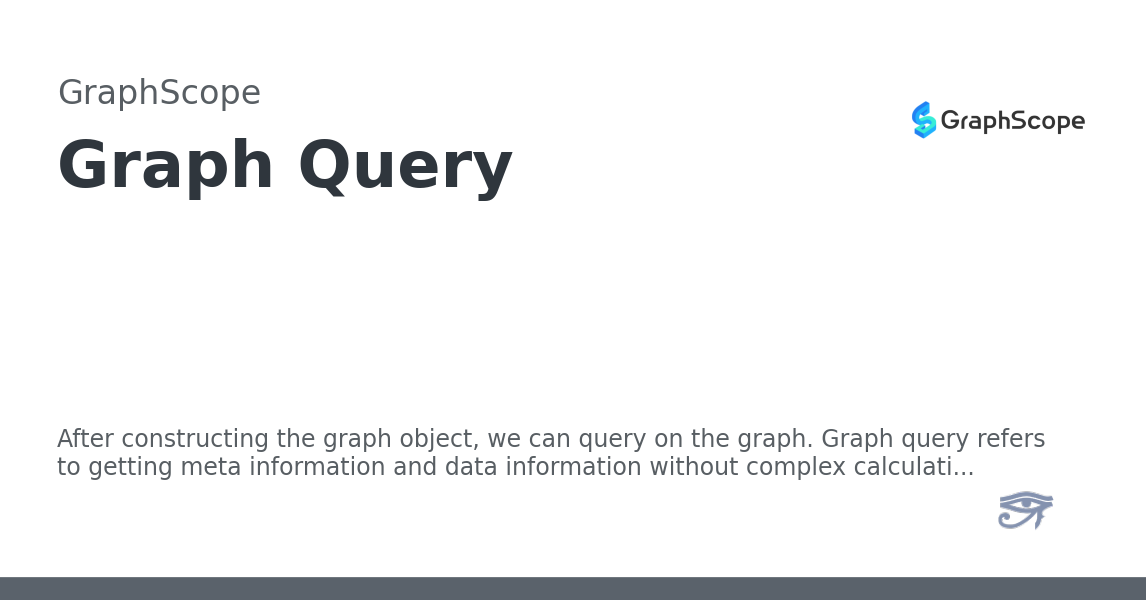 GraphScope
GraphScope
Graph Query
After constructing the graph object, we can query on the graph. Graph query refers
to getting meta information and data information without complex calculati...